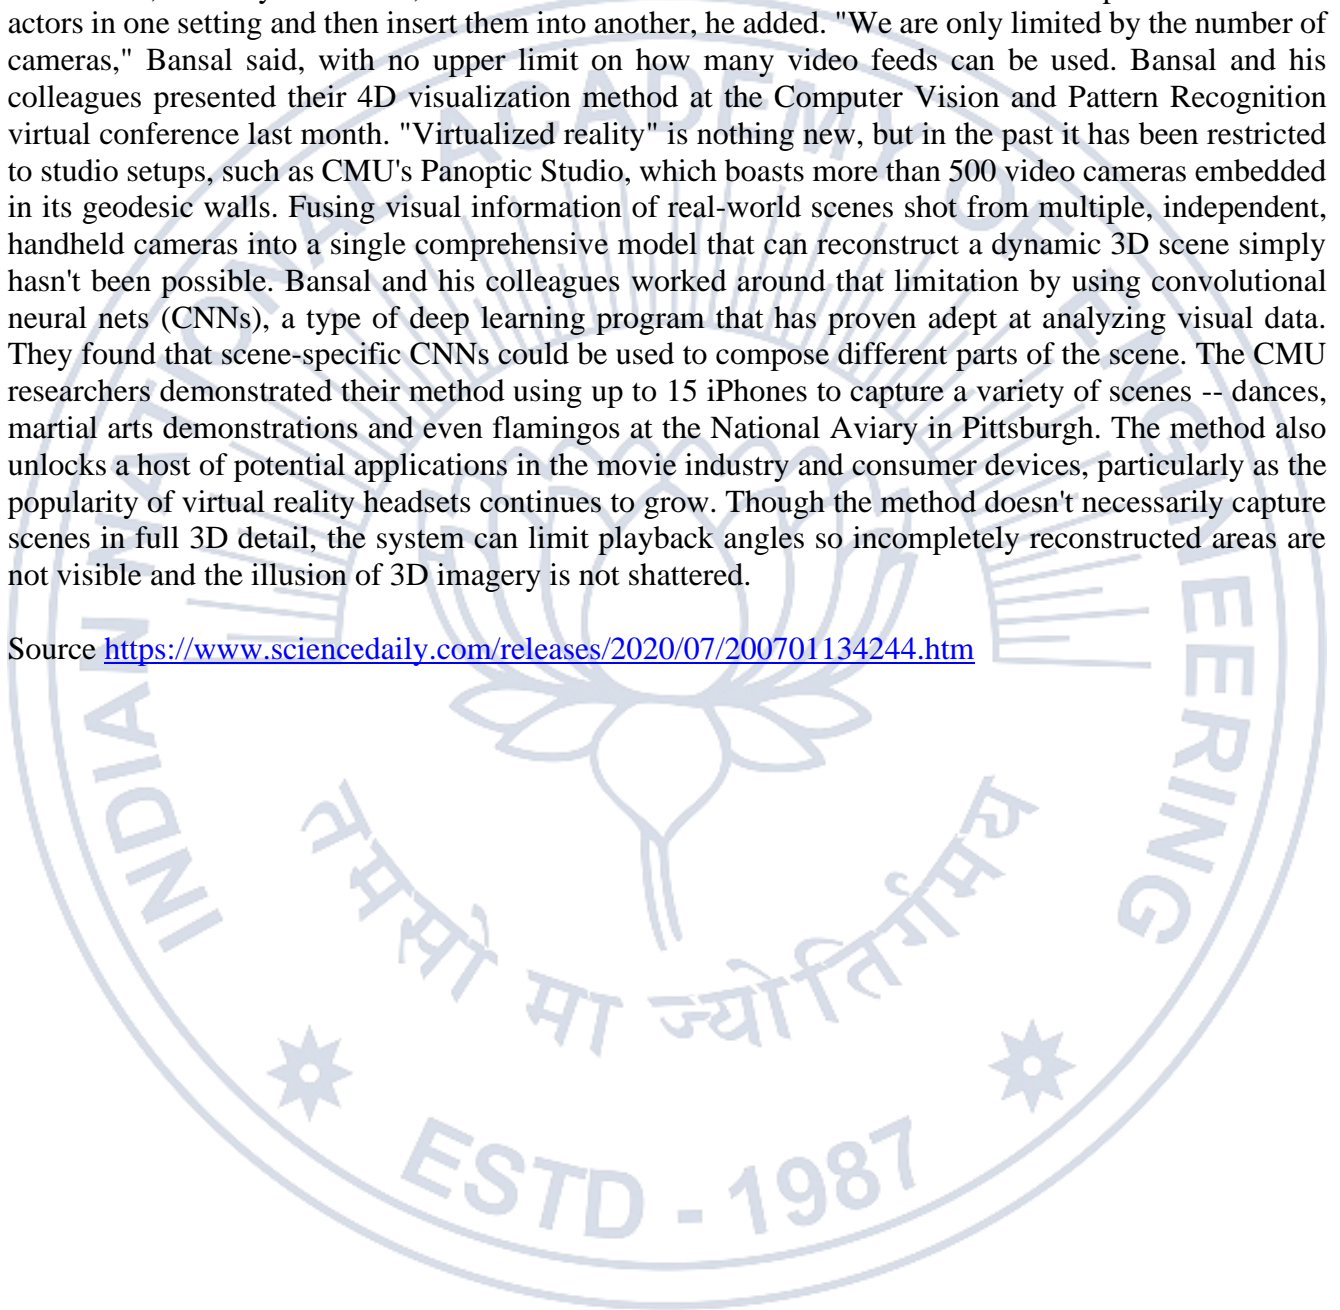 actors in one setting and then insert them into another, he added. "We are only limited by the number of
cameras," Bansal said, with no upper limit on how many video feeds can be used. Bansal and his
colleagues presented their 4D visualization method at the Computer Vision and Pattern Recognition
virtual conference last month. "Virtualized reality" is nothing new, but in the past it has been restricted
to studio setups, such as CMU's Panoptic Studio, which boasts more than 500 video cameras embedded
in its geodesic walls. Fusing visual information of real-world scenes shot from multiple, independent,
handheld cameras into a single comprehensive model that can reconstruct a dynamic 3D scene simply
hasn't been possible. Bansal and his colleagues worked around that limitation by using convolutional
neural nets (CNNs), a type of deep learning program that has proven adept at analyzing visual data.
They found that scene-specific CNNs could be used to compose different parts of the scene. The CMU
researchers demonstrated their method using up to 15 iPhones to capture a variety of scenes -- dances,
martial arts demonstrations and even flamingos at the National Aviary in Pittsburgh. The method also
unlocks a host of potential applications in the movie industry and consumer devices, particularly as the
popularity of virtual reality headsets continues to grow. Though the method doesn't necessarily capture
scenes in full 3D detail, the system can limit playback angles so incompletely reconstructed areas are
not visible and the illusion of 3D imagery is not shattered.
Source https://www.sciencedaily.com/releases/2020/07/200701134244.htm
INDIAN NATIONAL ACADEMY OF ENGINEERING
तमसो मा ज्योतिर्गमय
ESTD - 1987